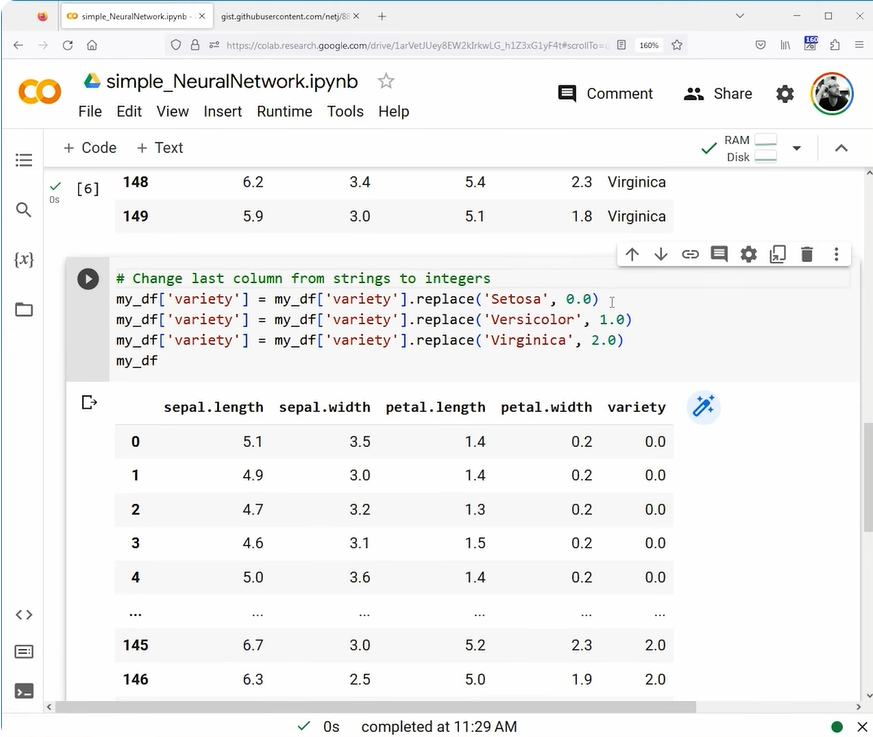 simple_NeuralNetwork.ipynb -
gist.githubusercontent.com/netj/88
https://colab.research.google.com/drive/1arVetJUey8EW2kIrkwLG_h1Z3xG1yF4t#scrollTo=
160%
160
simple_NeuralNetwork.ipynb
Comment
Share
File Edit View Insert Runtime Tools Help
+ Code + Text
RAM
Disk
[6]
0s
148 6.2 3.4 5.4 2.3 Virginica
149 5.9 3.0 5.1 1.8 Virginica
{x}
# Change last column from strings to integers
my_df['variety'] = my_df['variety'].replace('Setosa', 0.0)
my_df['variety'] = my_df['variety'].replace('Versicolor', 1.0)
my_df['variety'] = my_df['variety'].replace('Virginica', 2.0)
my_df
sepal.length sepal.width petal.length petal.width variety
0 5.1 3.5 1.4 0.2 0.0
1 4.9 3.0 1.4 0.2 0.0
2 4.7 3.2 1.3 0.2 0.0
3 4.6 3.1 1.5 0.2 0.0
4 5.0 3.6 1.4 0.2 0.0
... ... ... ... ... ...
145 6.7 3.0 5.2 2.3 2.0
146 6.3 2.5 5.0 1.9 2.0
0s completed at 11:29 AM